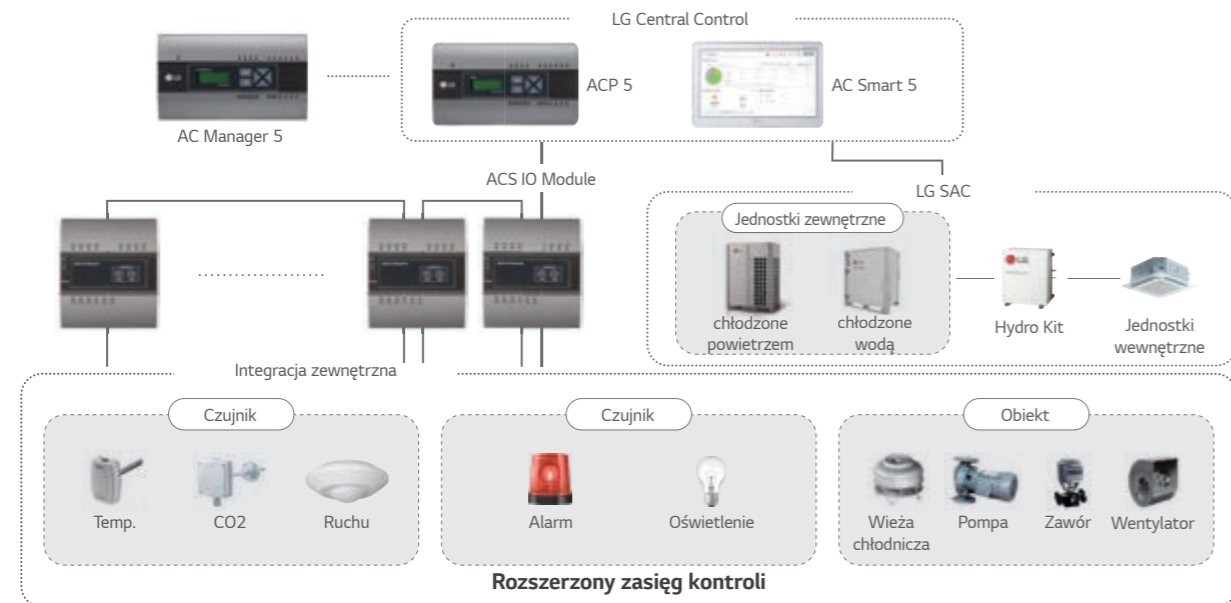 LG Central Control
AC Manager 5
ACP 5
AC Smart 5
ACS IO Module
LG SAC
Jednostki zewnętrzne
chłodzone
powietrzem
chłodzone
wodą
Hydro Kit
Jednostki
wewnętrzne
Integracja zewnętrzna
Czujnik
Temp.
CO2
Ruchu
Czujnik
Alarm
Oświetlenie
Obiekt
Wieża
chłodnicza
Pompa
Zawór
Wentylator
Rozszerzony zasięg kontroli